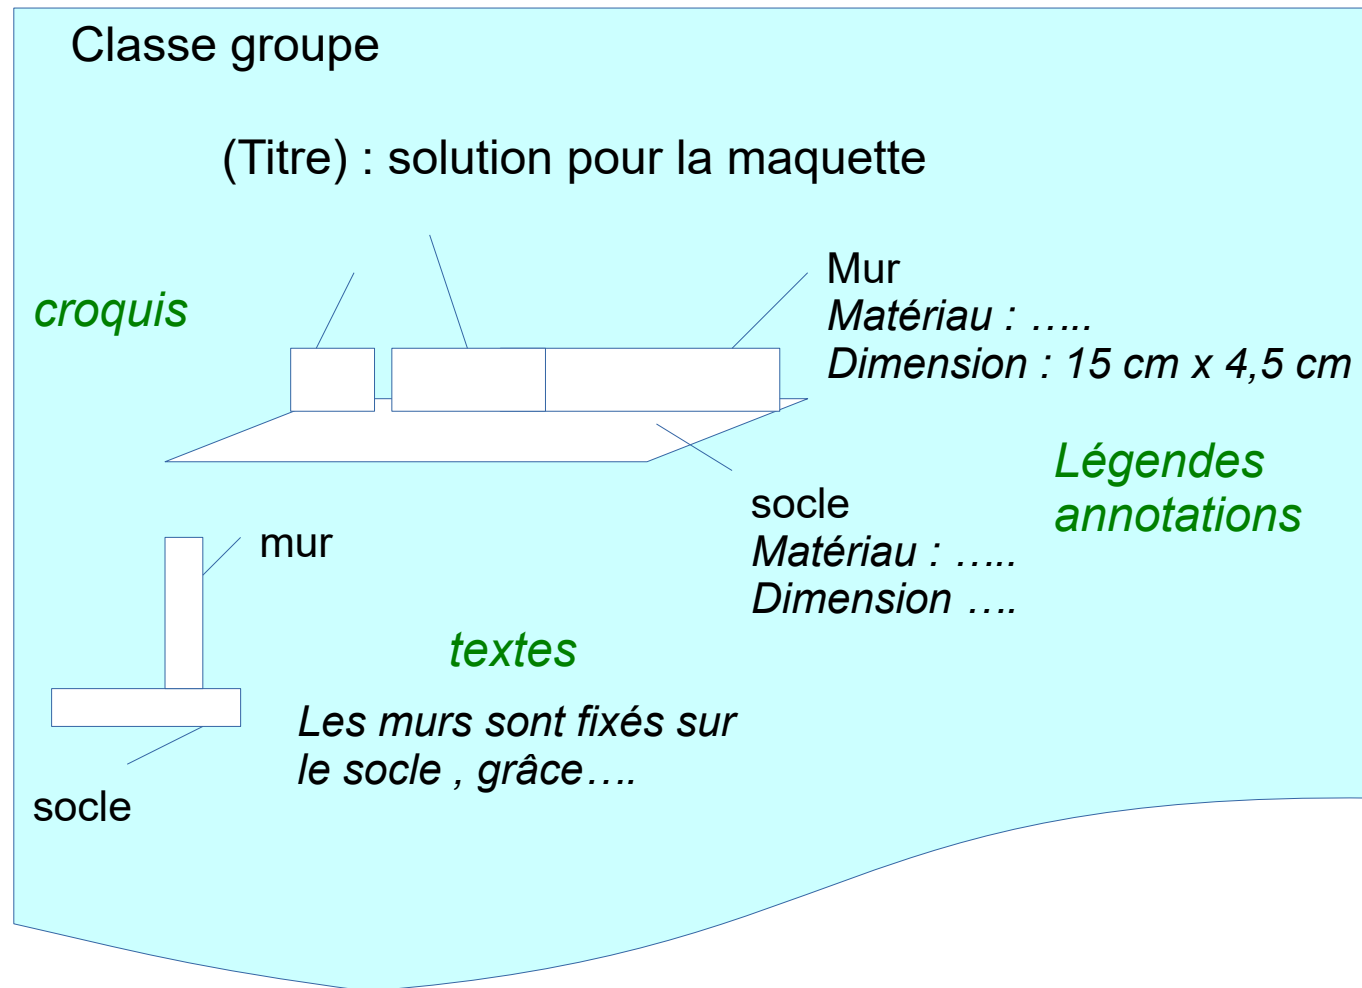 Classe groupe
(Titre) : solution pour la maquette
croquis
Mur
Matériau : …..
Dimension : 15 cm x 4,5 cm
Légendes
annotations
socle
Matériau : …..
Dimension ….
mur
textes
Les murs sont fixés sur
le socle , grâce….
socle